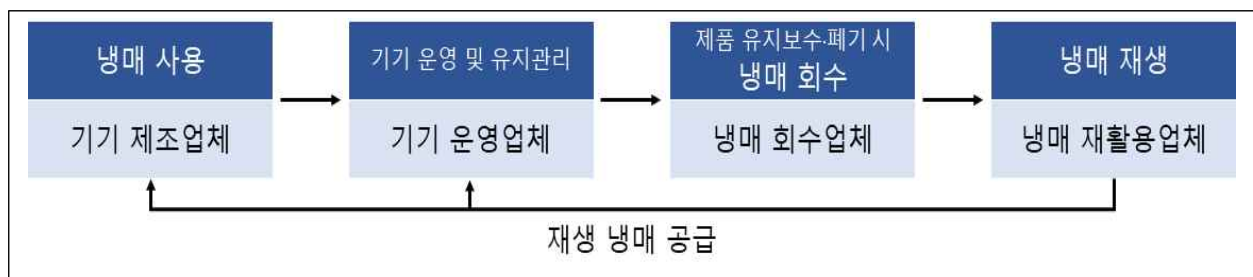 냉매 사용
기기 제조업체
기기 운영 및 유지관리
기기 운영업체
제품 유지보수·폐기 시
냉매 회수
냉매 회수업체
냉매 재생
냉매 재활용업체
재생 냉매 공급